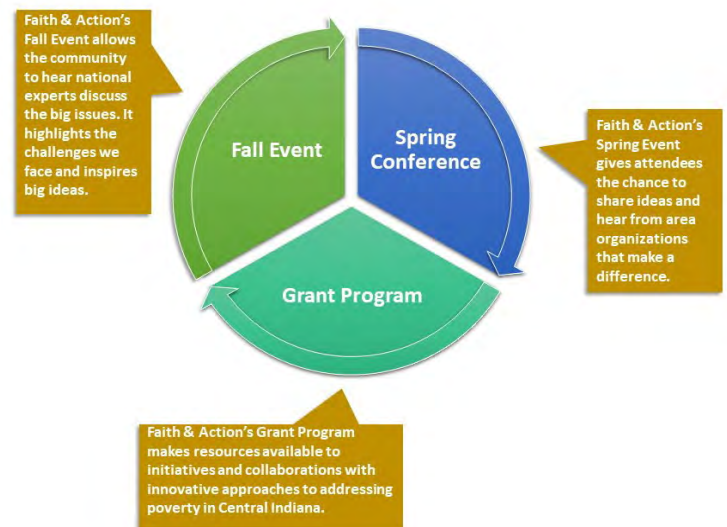 Faith & Action's
Fall Event allows
the community
to hear national
experts discuss
the big issues. It
highlights the
challenges we
face and inspires
big ideas.
Fall Event
Spring
Conference
Faith & Action's
Spring Event
gives attendees
the chance to
share ideas and
hear from area
organizations
that make a
difference.
Grant Program
Faith & Action's Grant Program
makes resources available to
initiatives and collaborations with
innovative approaches to addressing
poverty in Central Indiana.